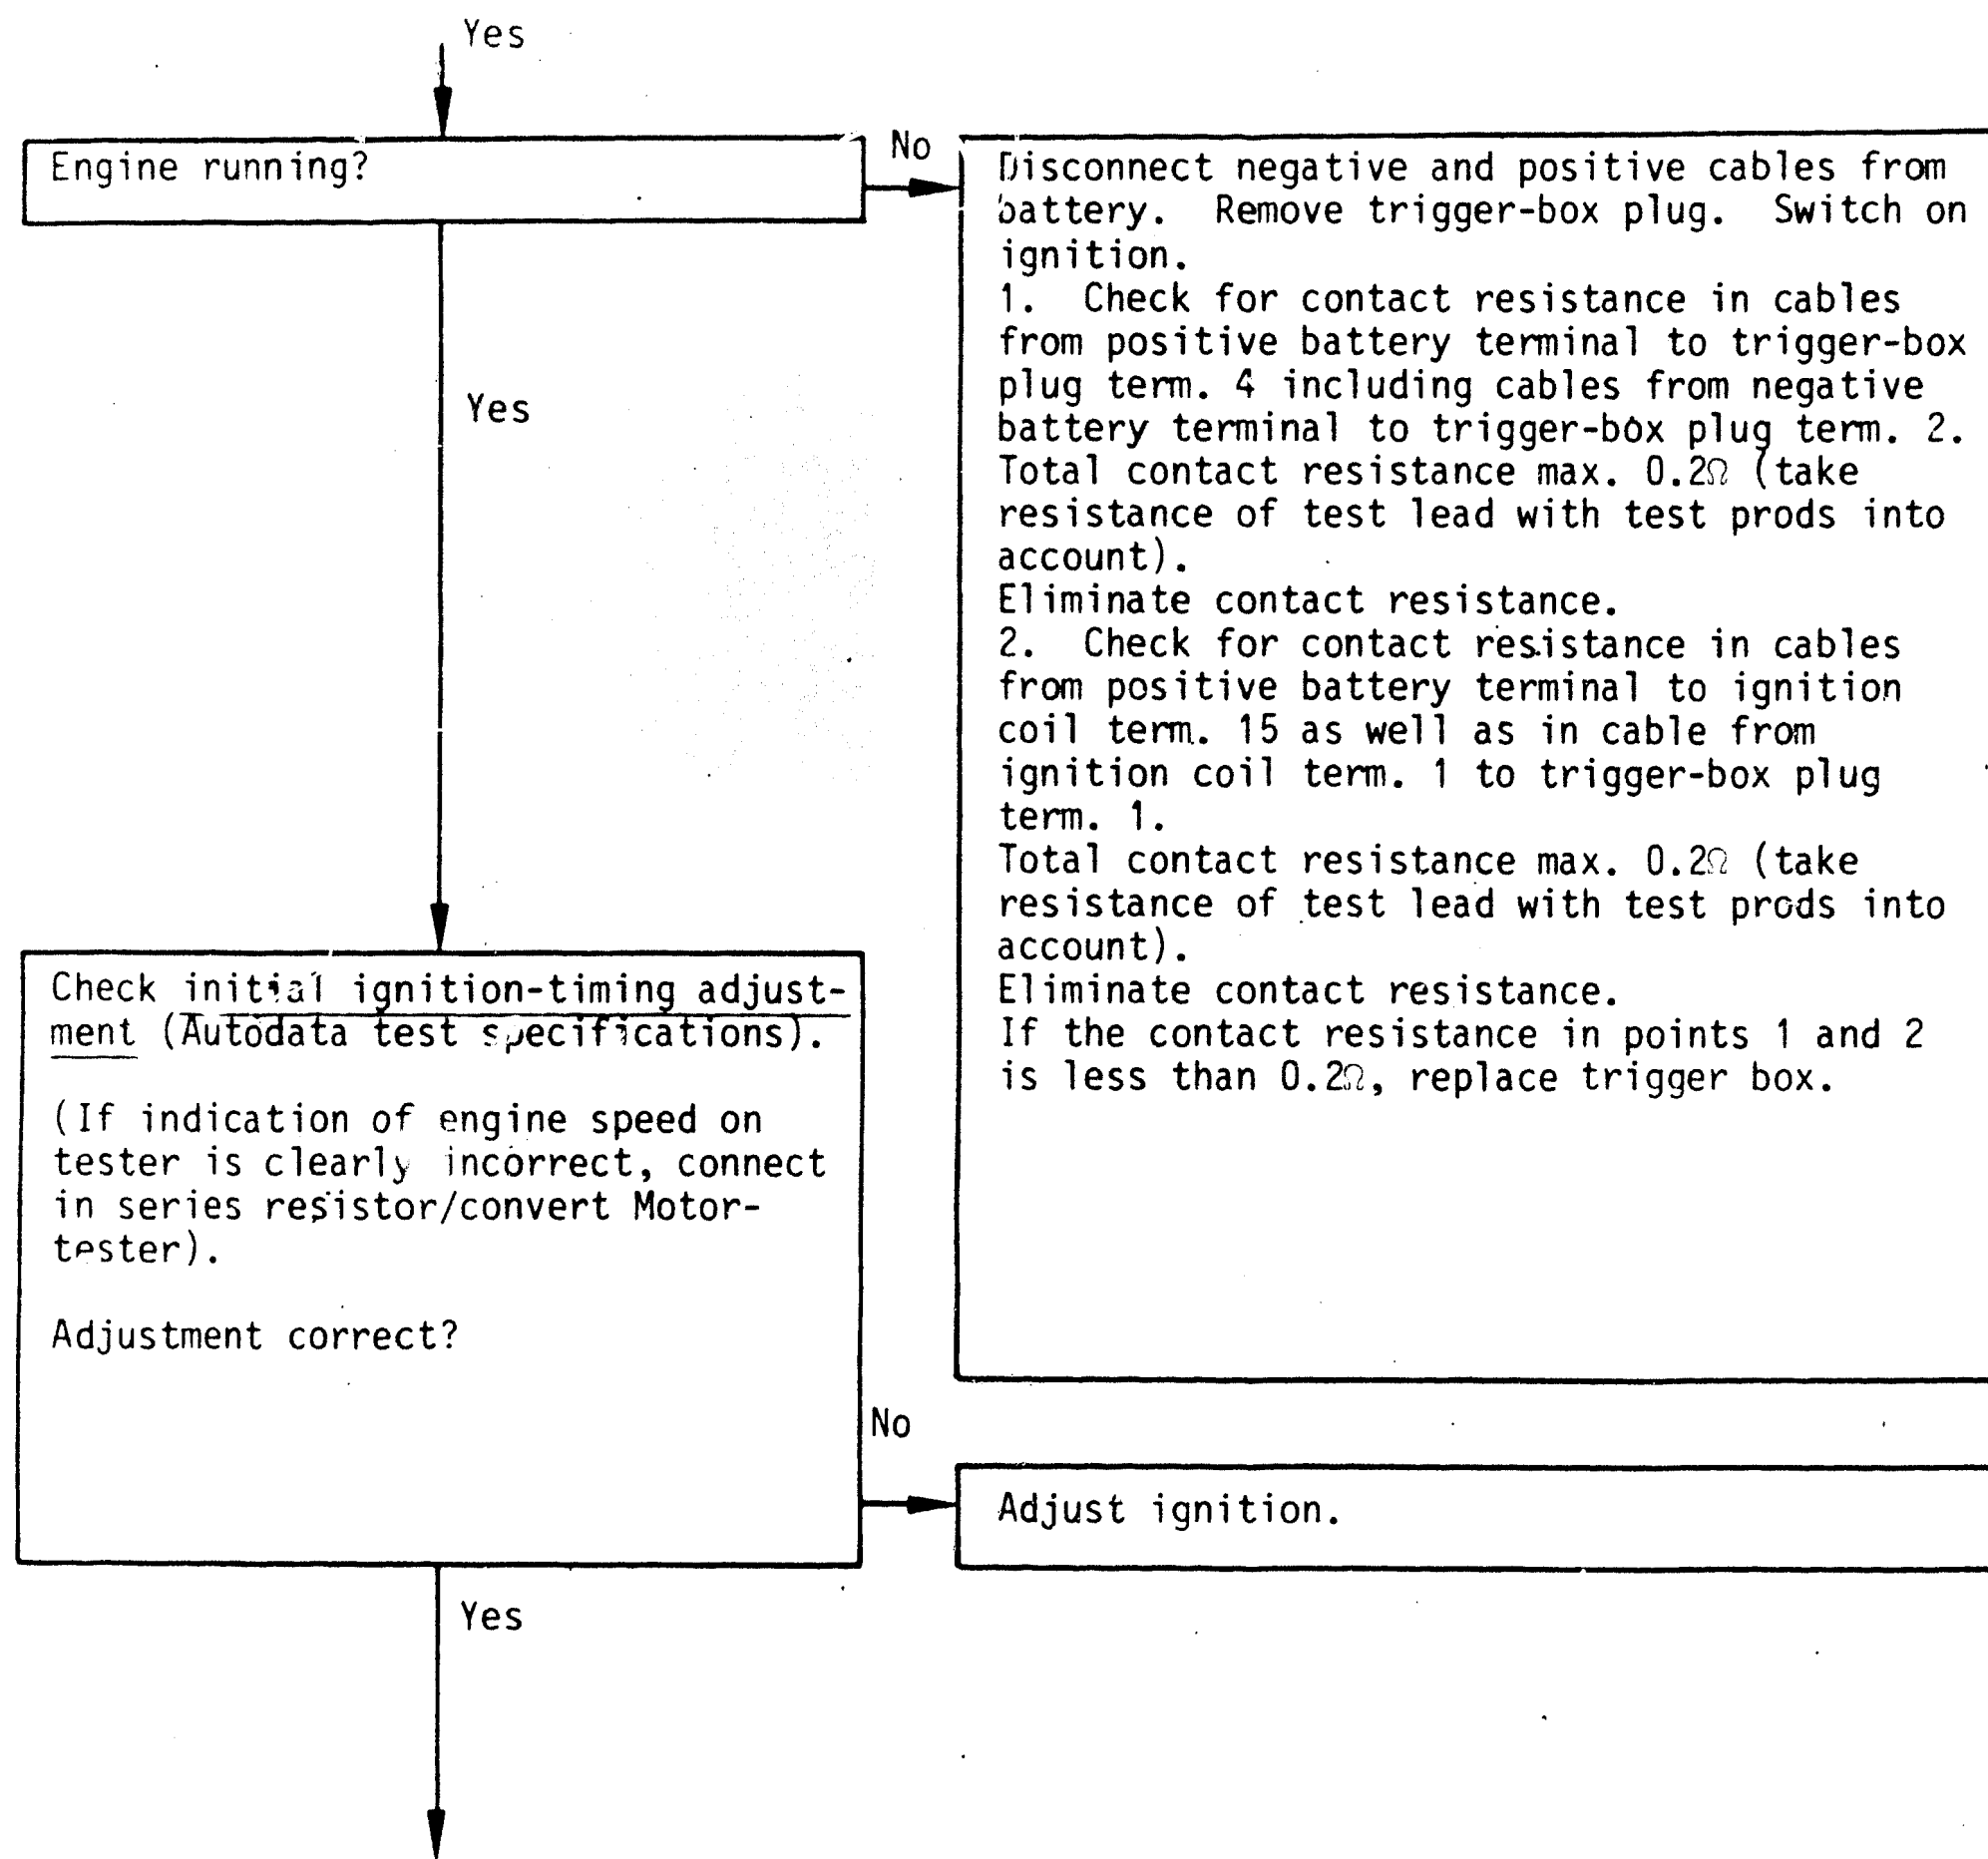 Yes
Engine running?
No
Disconnect negative and positive cables from
battery. Remove trigger-box plug. Switch on
ignition.
1. Check for contact resistance in cables
from positive battery terminal to trigger-box
plug term. 4 including cables from negative
battery terminal to trigger-box plug term. 2.
Total contact resistance max. 0.2Ω (take
resistance of test lead with test prods into
account).
Eliminate contact resistance.
2. Check for contact resistance in cables
from positive battery terminal to ignition
coil term. 15 as well as in cable from
ignition coil term. 1 to trigger-box plug
term. 1.
Total contact resistance max. 0.2Ω (take
resistance of test lead with test prods into
account).
Eliminate contact resistance.
If the contact resistance in points 1 and 2
is less than 0.2Ω, replace trigger box.
Yes
Check initial ignition-timing adjust-
ment (Autodata test specifications).
(If indication of engine speed on
tester is clearly incorrect, connect
in series resistor/convert Motor-
tester).
Adjustment correct?
No
Adjust ignition.
Yes